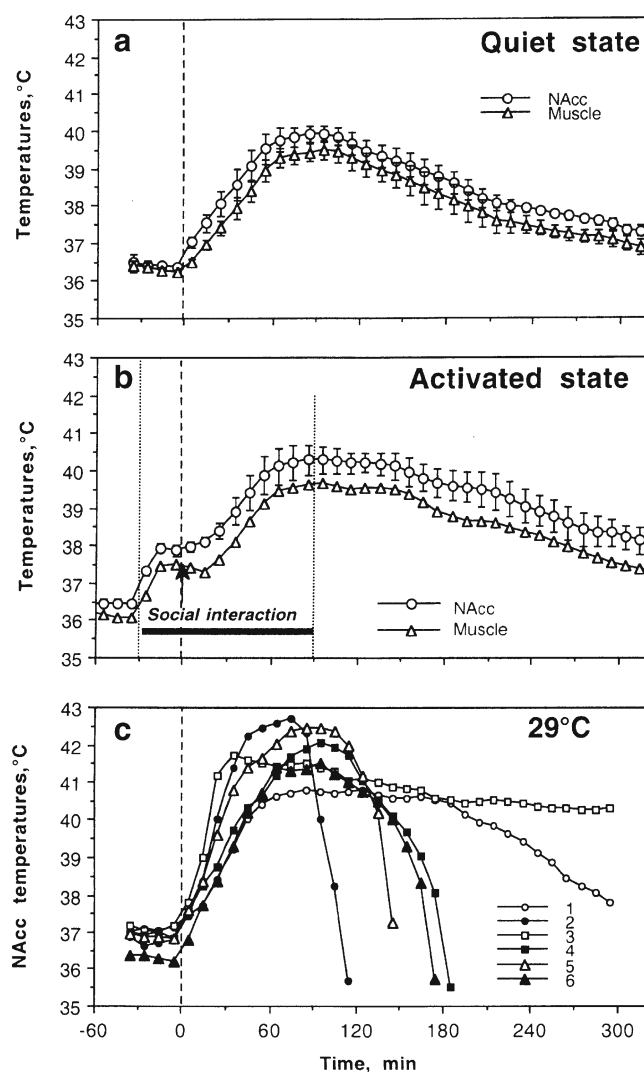 43
42
41
40
39
38
37
36
35
Temperatures,°C
a
Quiet state
NAcc
Muscle
43
42
41
40
39
38
37
36
35
Temperatures,°C
b
Activated state
Social interaction
NAcc
Muscle
43
42
41
40
39
38
37
36
35
NAcc temperatures,°C
c
29°C
1
2
3
4
5
6
-60 0 60 120 180 240 300
Time, min